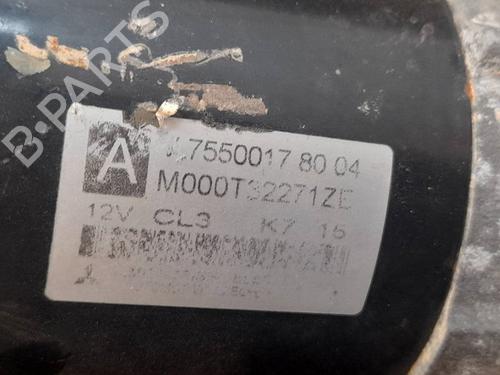 B-PARTS
A
V 7550017 80 04
M000T32271ZE
12V CL3 K7 15